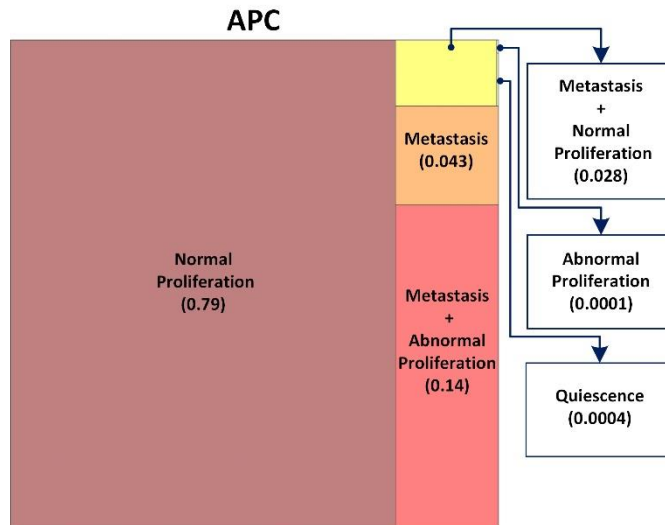 APC
Normal
Proliferation
(0.79)
Metastasis
(0.043)
Metastasis
+
Abnormal
Proliferation
(0.14)
Metastasis
+
Normal
Proliferation
(0.028)
Abnormal
Proliferation
(0.0001)
Quiescence
(0.0004)